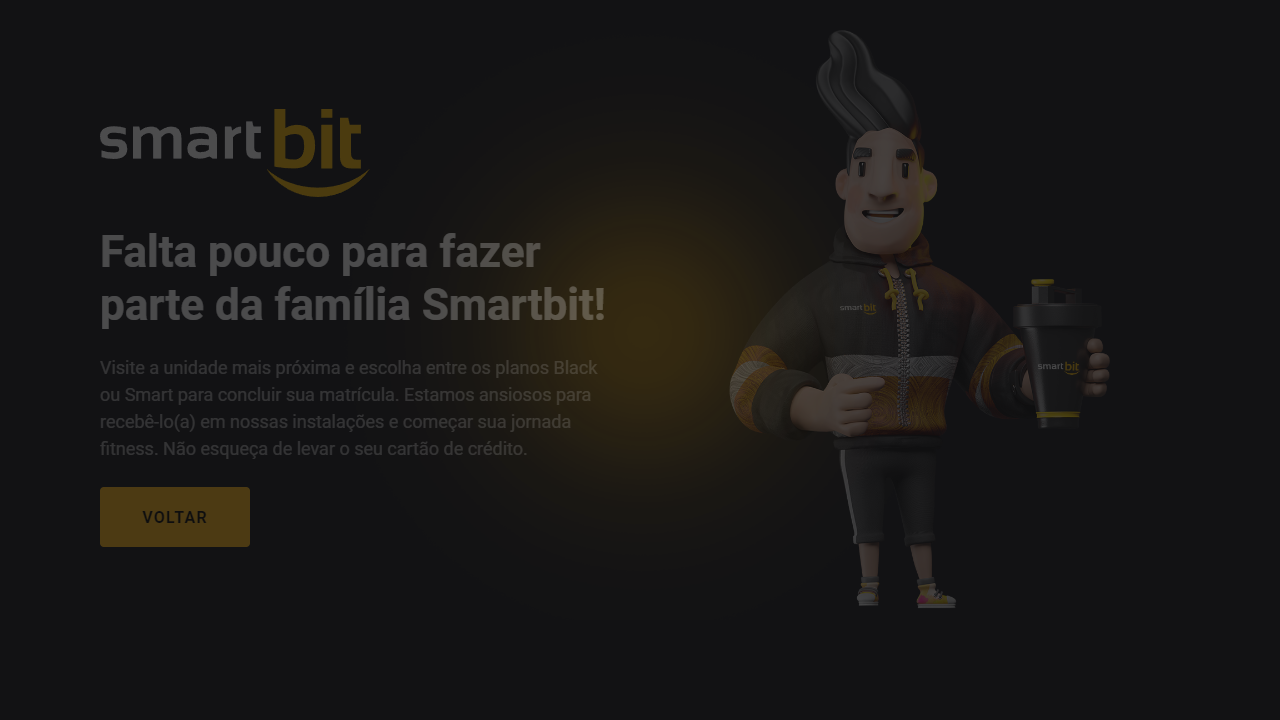 smart bit
Falta pouco para fazer
parte da família Smartbit!
Visite a unidade mais próxima e escolha entre os planos Black
ou Smart para concluir sua matrícula. Estamos ansiosos para
recebê-lo(a) em nossas instalações e começar sua jornada
fitness. Não esqueça de levar o seu cartão de crédito.
VOLTAR
smart bit
smart bit